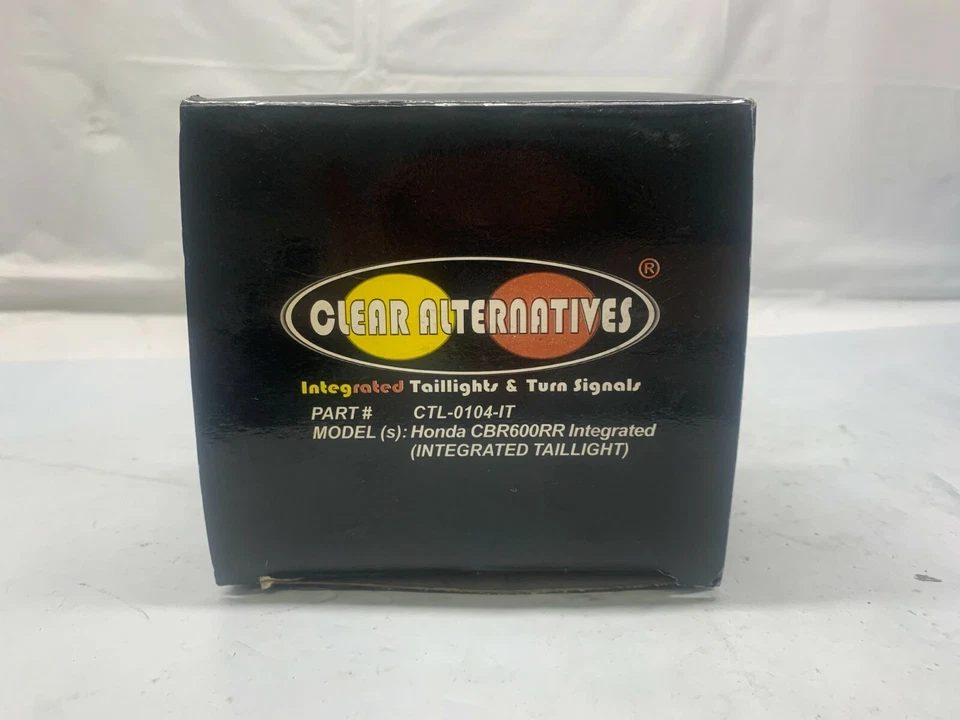 CLEAR ALTERNATIVES ®
Integrated Taillights & Turn Signals
PART # CTL-0104-IT
MODEL (s): Honda CBR600RR Integrated
(INTEGRATED TAILLIGHT)